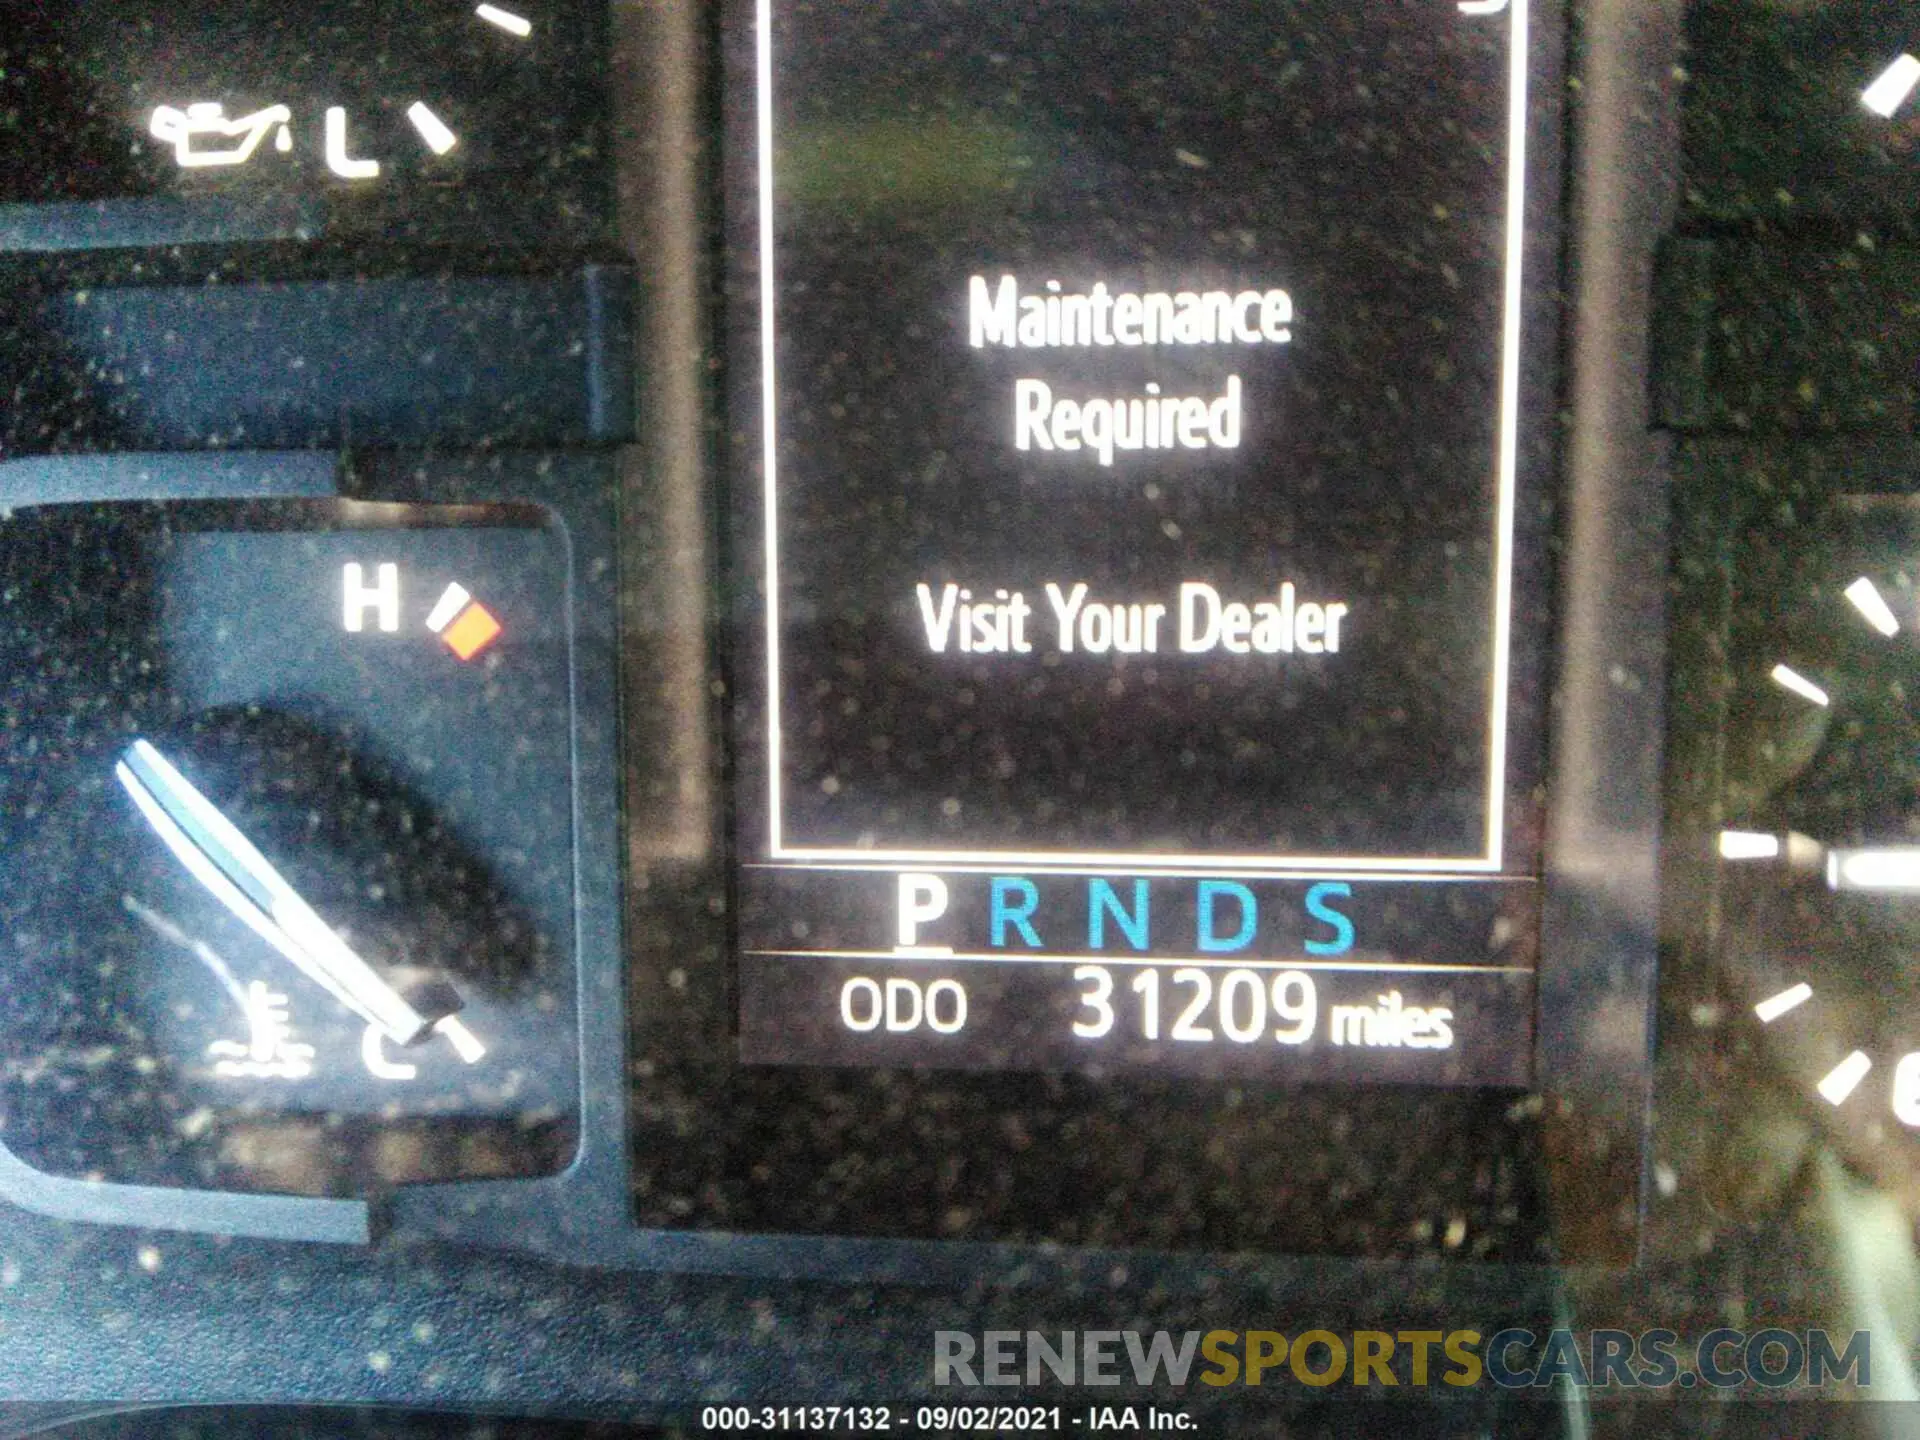 L
Maintenance
Required
Visit Your Dealer
H
P R N D S
ODO 31209 miles
C
RENEWSPORTSCARS.COM
000-31137132 - 09/02/2021 - IAA Inc.